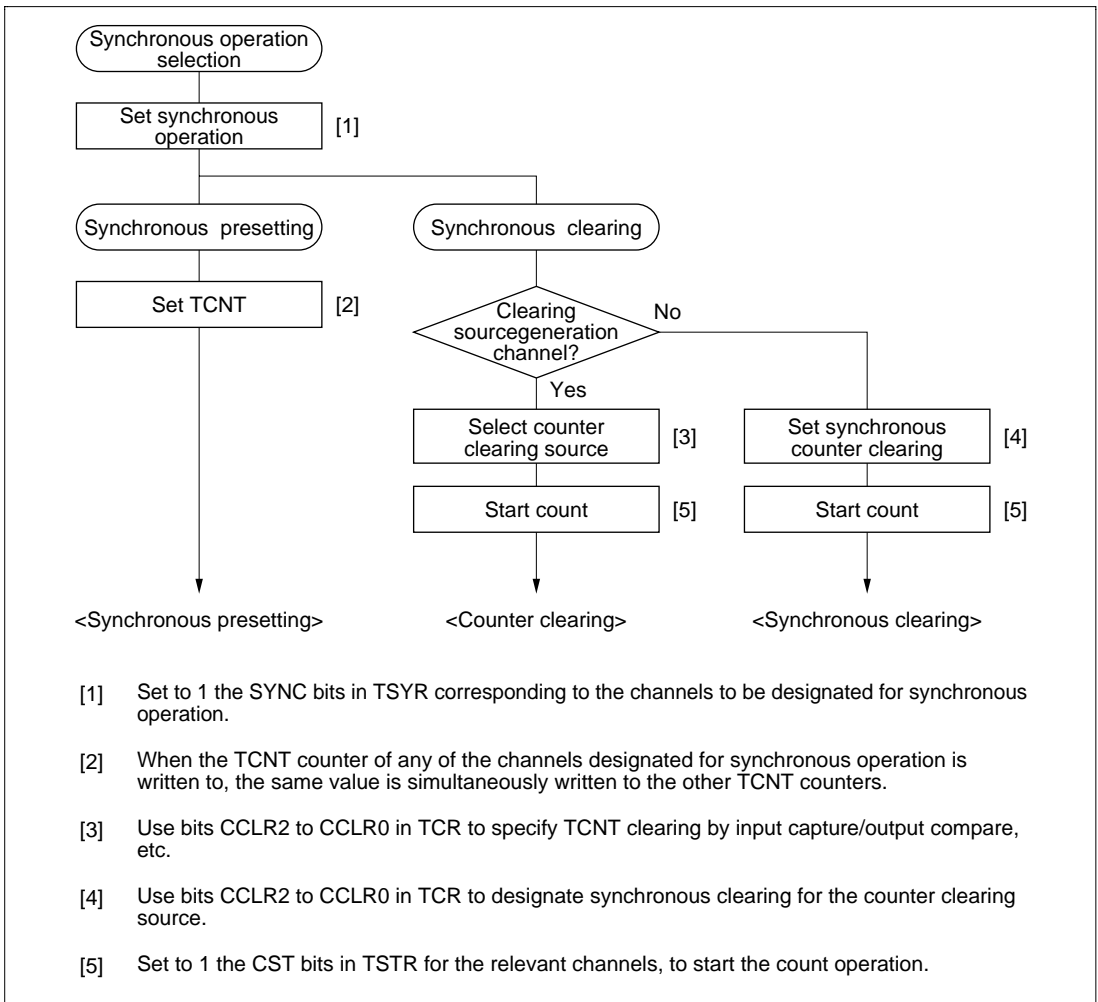 Synchronous operation
selection
Set synchronous
operation
[1]
Synchronous presetting
Synchronous clearing
Set TCNT
[2]
Clearing
sourcegeneration
channel?
No
Yes
Select counter
clearing source
[3]
Set synchronous
counter clearing
[4]
Start count
[5]
Start count
[5]
<Synchronous presetting>
<Counter clearing>
<Synchronous clearing>
[1] Set to 1 the SYNC bits in TSYR corresponding to the channels to be designated for synchronous
operation.
[2] When the TCNT counter of any of the channels designated for synchronous operation is
written to, the same value is simultaneously written to the other TCNT counters.
[3] Use bits CCLR2 to CCLR0 in TCR to specify TCNT clearing by input capture/output compare,
etc.
[4] Use bits CCLR2 to CCLR0 in TCR to designate synchronous clearing for the counter clearing
source.
[5] Set to 1 the CST bits in TSTR for the relevant channels, to start the count operation.